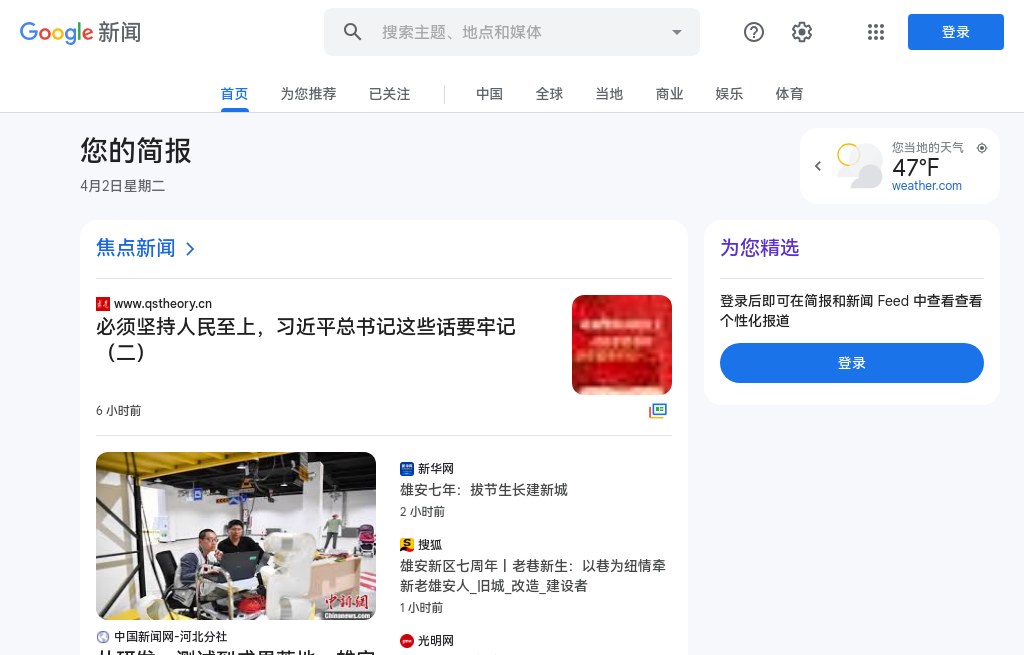 Google 新闻
搜索主题、地点和媒体
登录
首页
为您推荐
已关注
中国
全球
当地
商业
娱乐
体育
您的简报
4月2日星期二
您当地的天气
47°F
weather.com
焦点新闻
www.qstheory.cn
必须坚持人民至上，习近平总书记这些话要牢记
（二）
6 小时前
中新网
Chinanews.com
中国新闻网-河北分社
新华网
雄安七年：拔节生长建新城
2 小时前
搜狐
雄安新区七周年丨老巷新生：以巷为纽情牵
新老雄安人_旧城_改造_建设者
1 小时前
光明网
为您精选
登录后即可在简报和新闻 Feed 中查看查看
个性化报道
登录